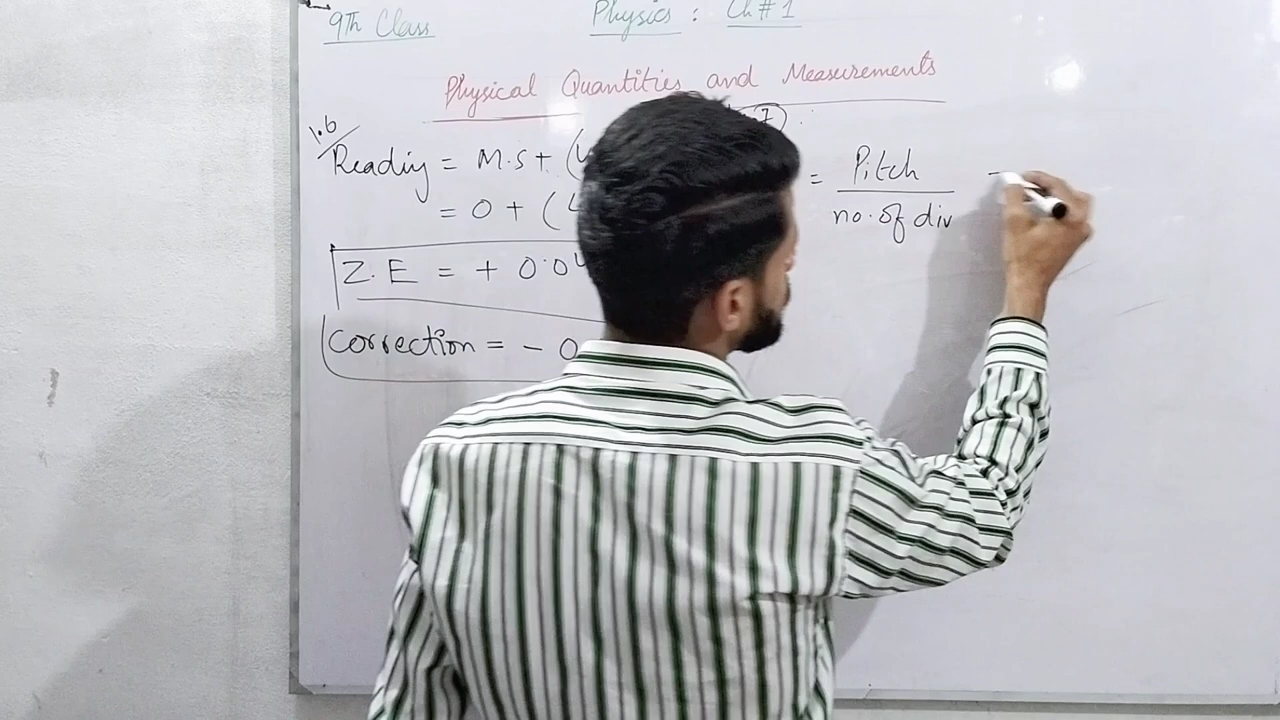 9th Class Physics : Ch # 1
Physical Quantities and Measurements
1.6
Reading = M.S + (
= Pitch
no. of div
= 0 + (
Z.E = + 0.0
Correction = - 0